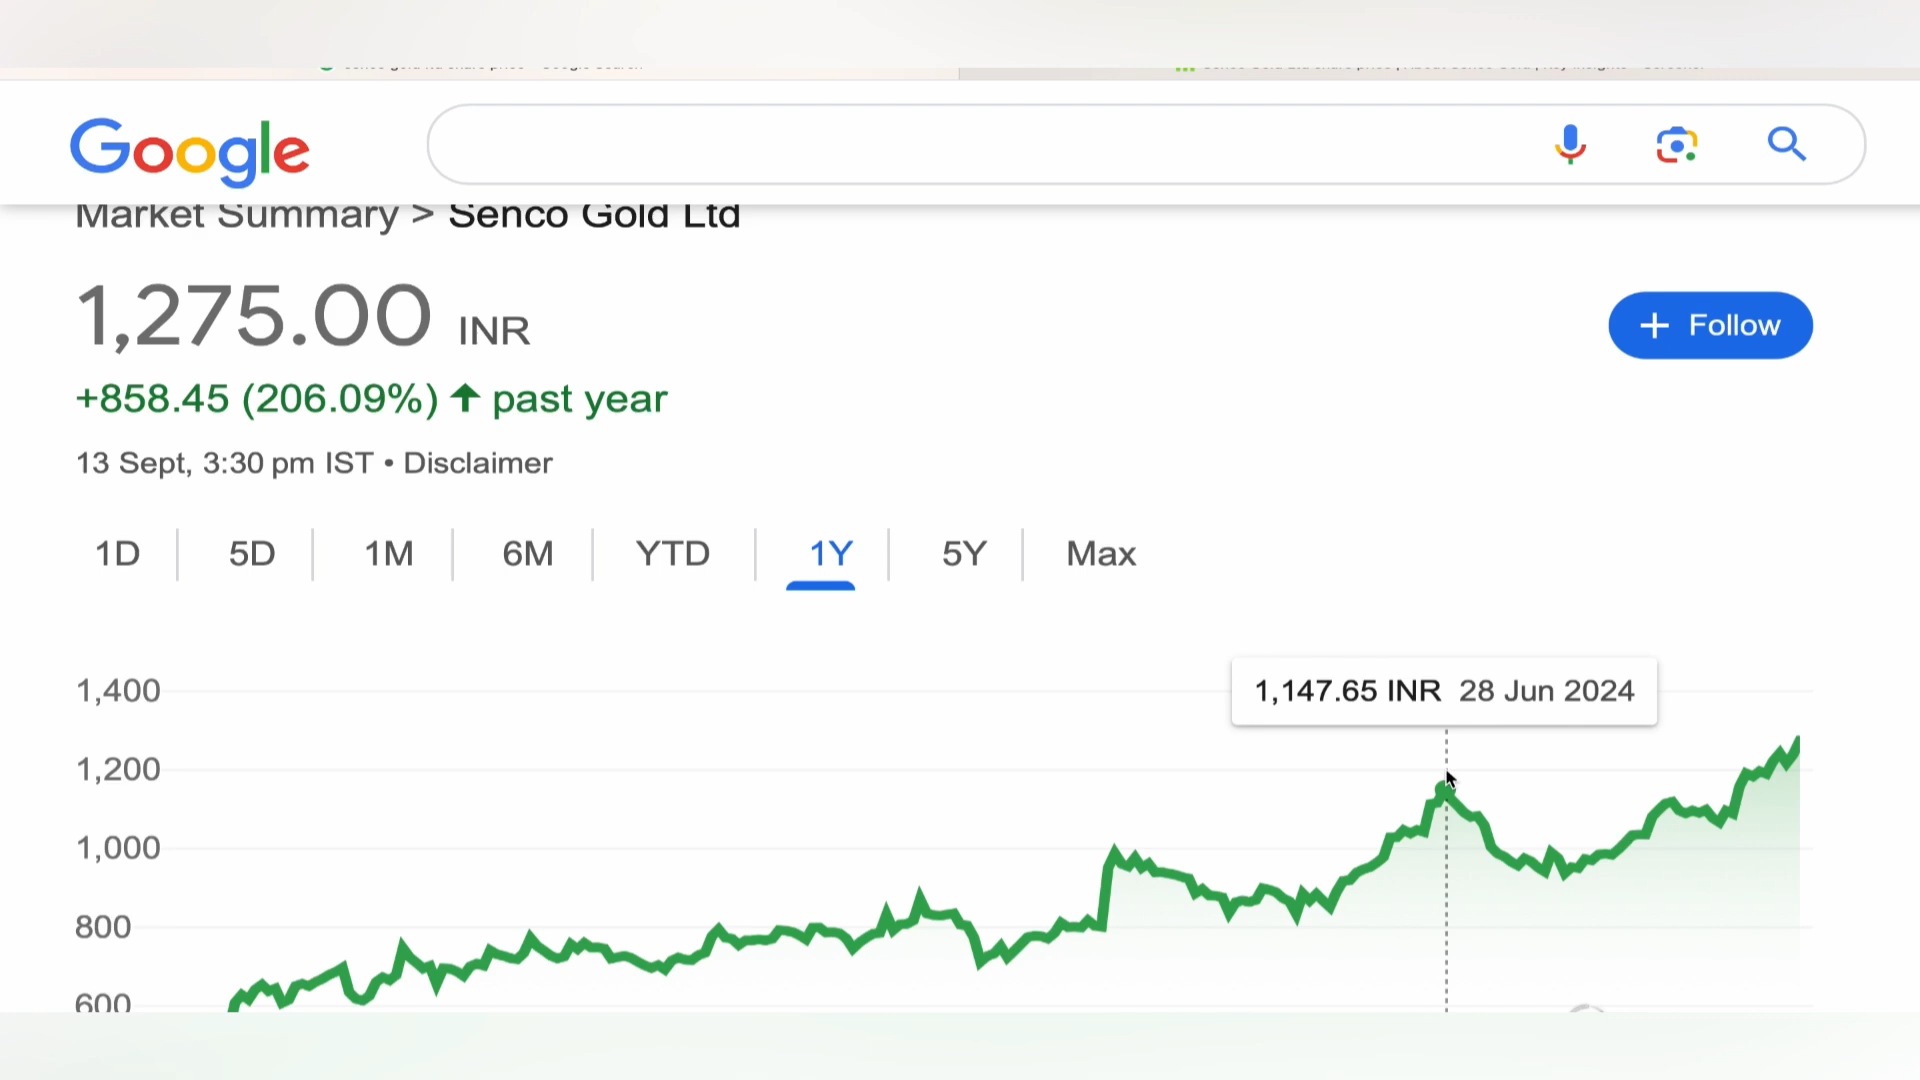 Google
Market Summary > Senco Gold Ltd
1,275.00 INR
+ Follow
+858.45 (206.09%) ↑ past year
13 Sept, 3:30 pm IST • Disclaimer
1D 5D 1M 6M YTD 1Y 5Y Max
1,147.65 INR 28 Jun 2024
1,400
1,200
1,000
800
600